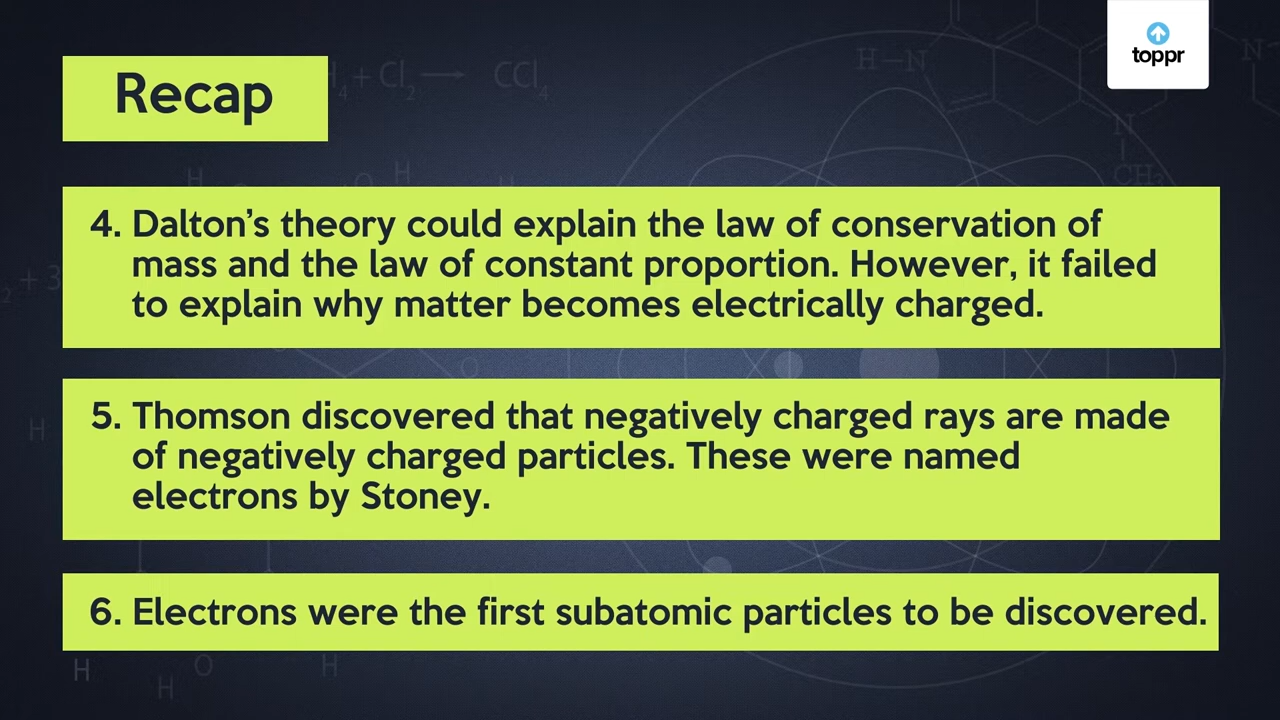 Recap
toppr
4. Dalton's theory could explain the law of conservation of
mass and the law of constant proportion. However, it failed
to explain why matter becomes electrically charged.
5. Thomson discovered that negatively charged rays are made
of negatively charged particles. These were named
electrons by Stoney.
6. Electrons were the first subatomic particles to be discovered.
+ Cl₂ → CCl₄
H–N
N
N
CH₃
H
O
H
H
H
O
H
H